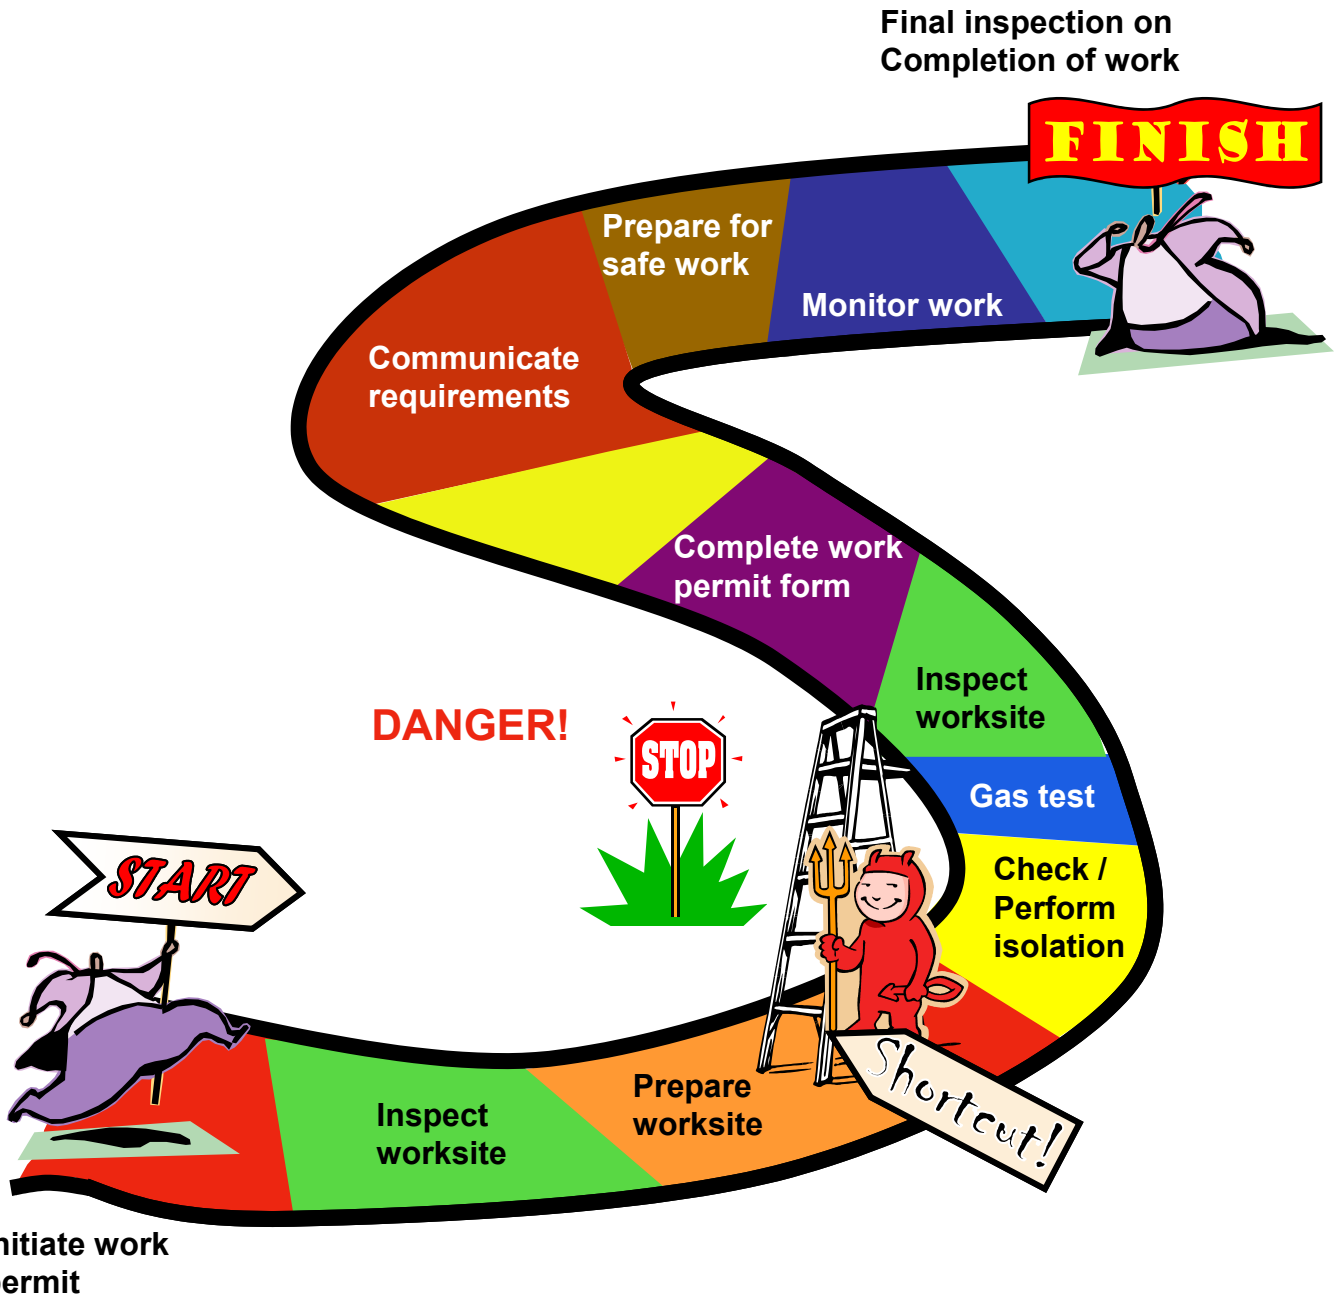 Final inspection on
Completion of work
FINISH
Prepare for
safe work
Monitor work
Communicate
requirements
Complete work
permit form
Inspect
worksite
DANGER!
STOP
Gas test
Check /
Perform
isolation
START
Shortcut!
Prepare
worksite
Inspect
worksite
nitiate work
ermit